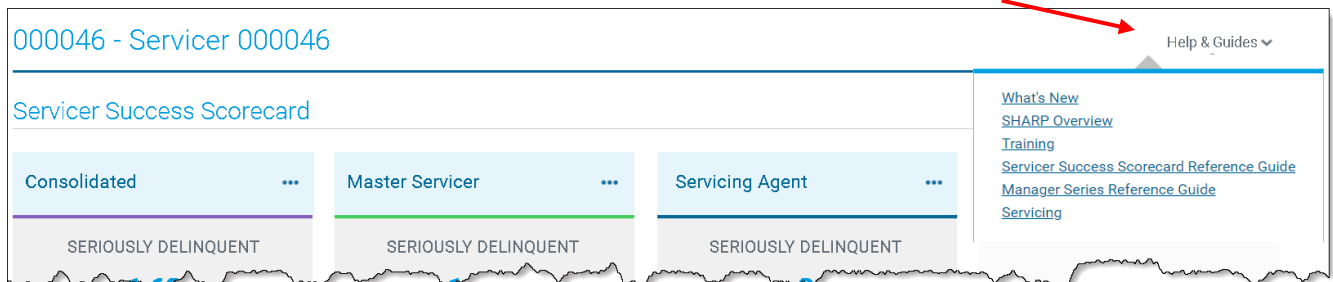 000046 - Servicer 000046
Help & Guides
What's New
SHARP Overview
Training
Servicer Success Scorecard Reference Guide
Manager Series Reference Guide
Servicing
Servicer Success Scorecard
Consolidated
Master Servicer
Servicing Agent
SERIOUSLY DELINQUENT
SERIOUSLY DELINQUENT
SERIOUSLY DELINQUENT